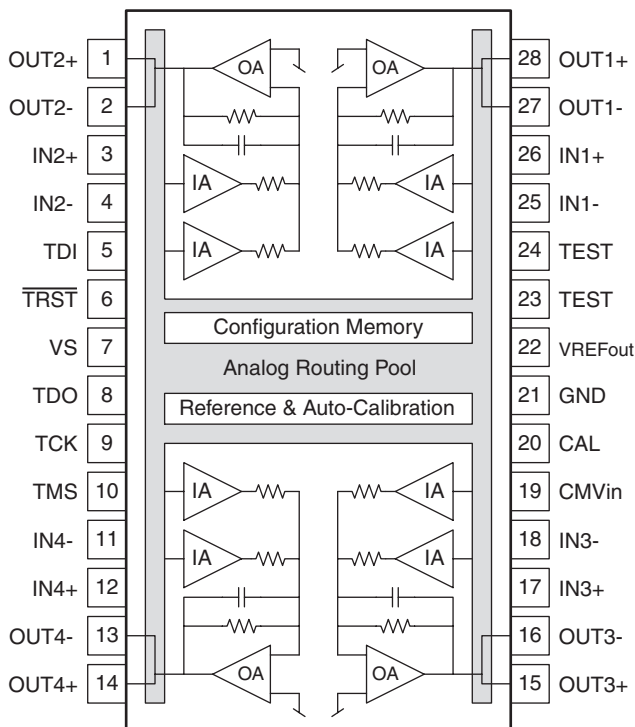 OUT2+ 1 OA OA 28 OUT1+
OUT2- 2 27 OUT1-
IN2+ 3 26 IN1+
IN2- 4 IA IA 25 IN1-
TDI 5 IA IA 24 TEST
TRST 6 23 TEST
Configuration Memory
VS 7 22 VREFout
Analog Routing Pool
TDO 8 21 GND
Reference & Auto-Calibration
TCK 9 20 CAL
TMS 10 IA IA 19 CMVin
IN4- 11 IA IA 18 IN3-
IN4+ 12 17 IN3+
OUT4- 13 16 OUT3-
OUT4+ 14 OA OA 15 OUT3+